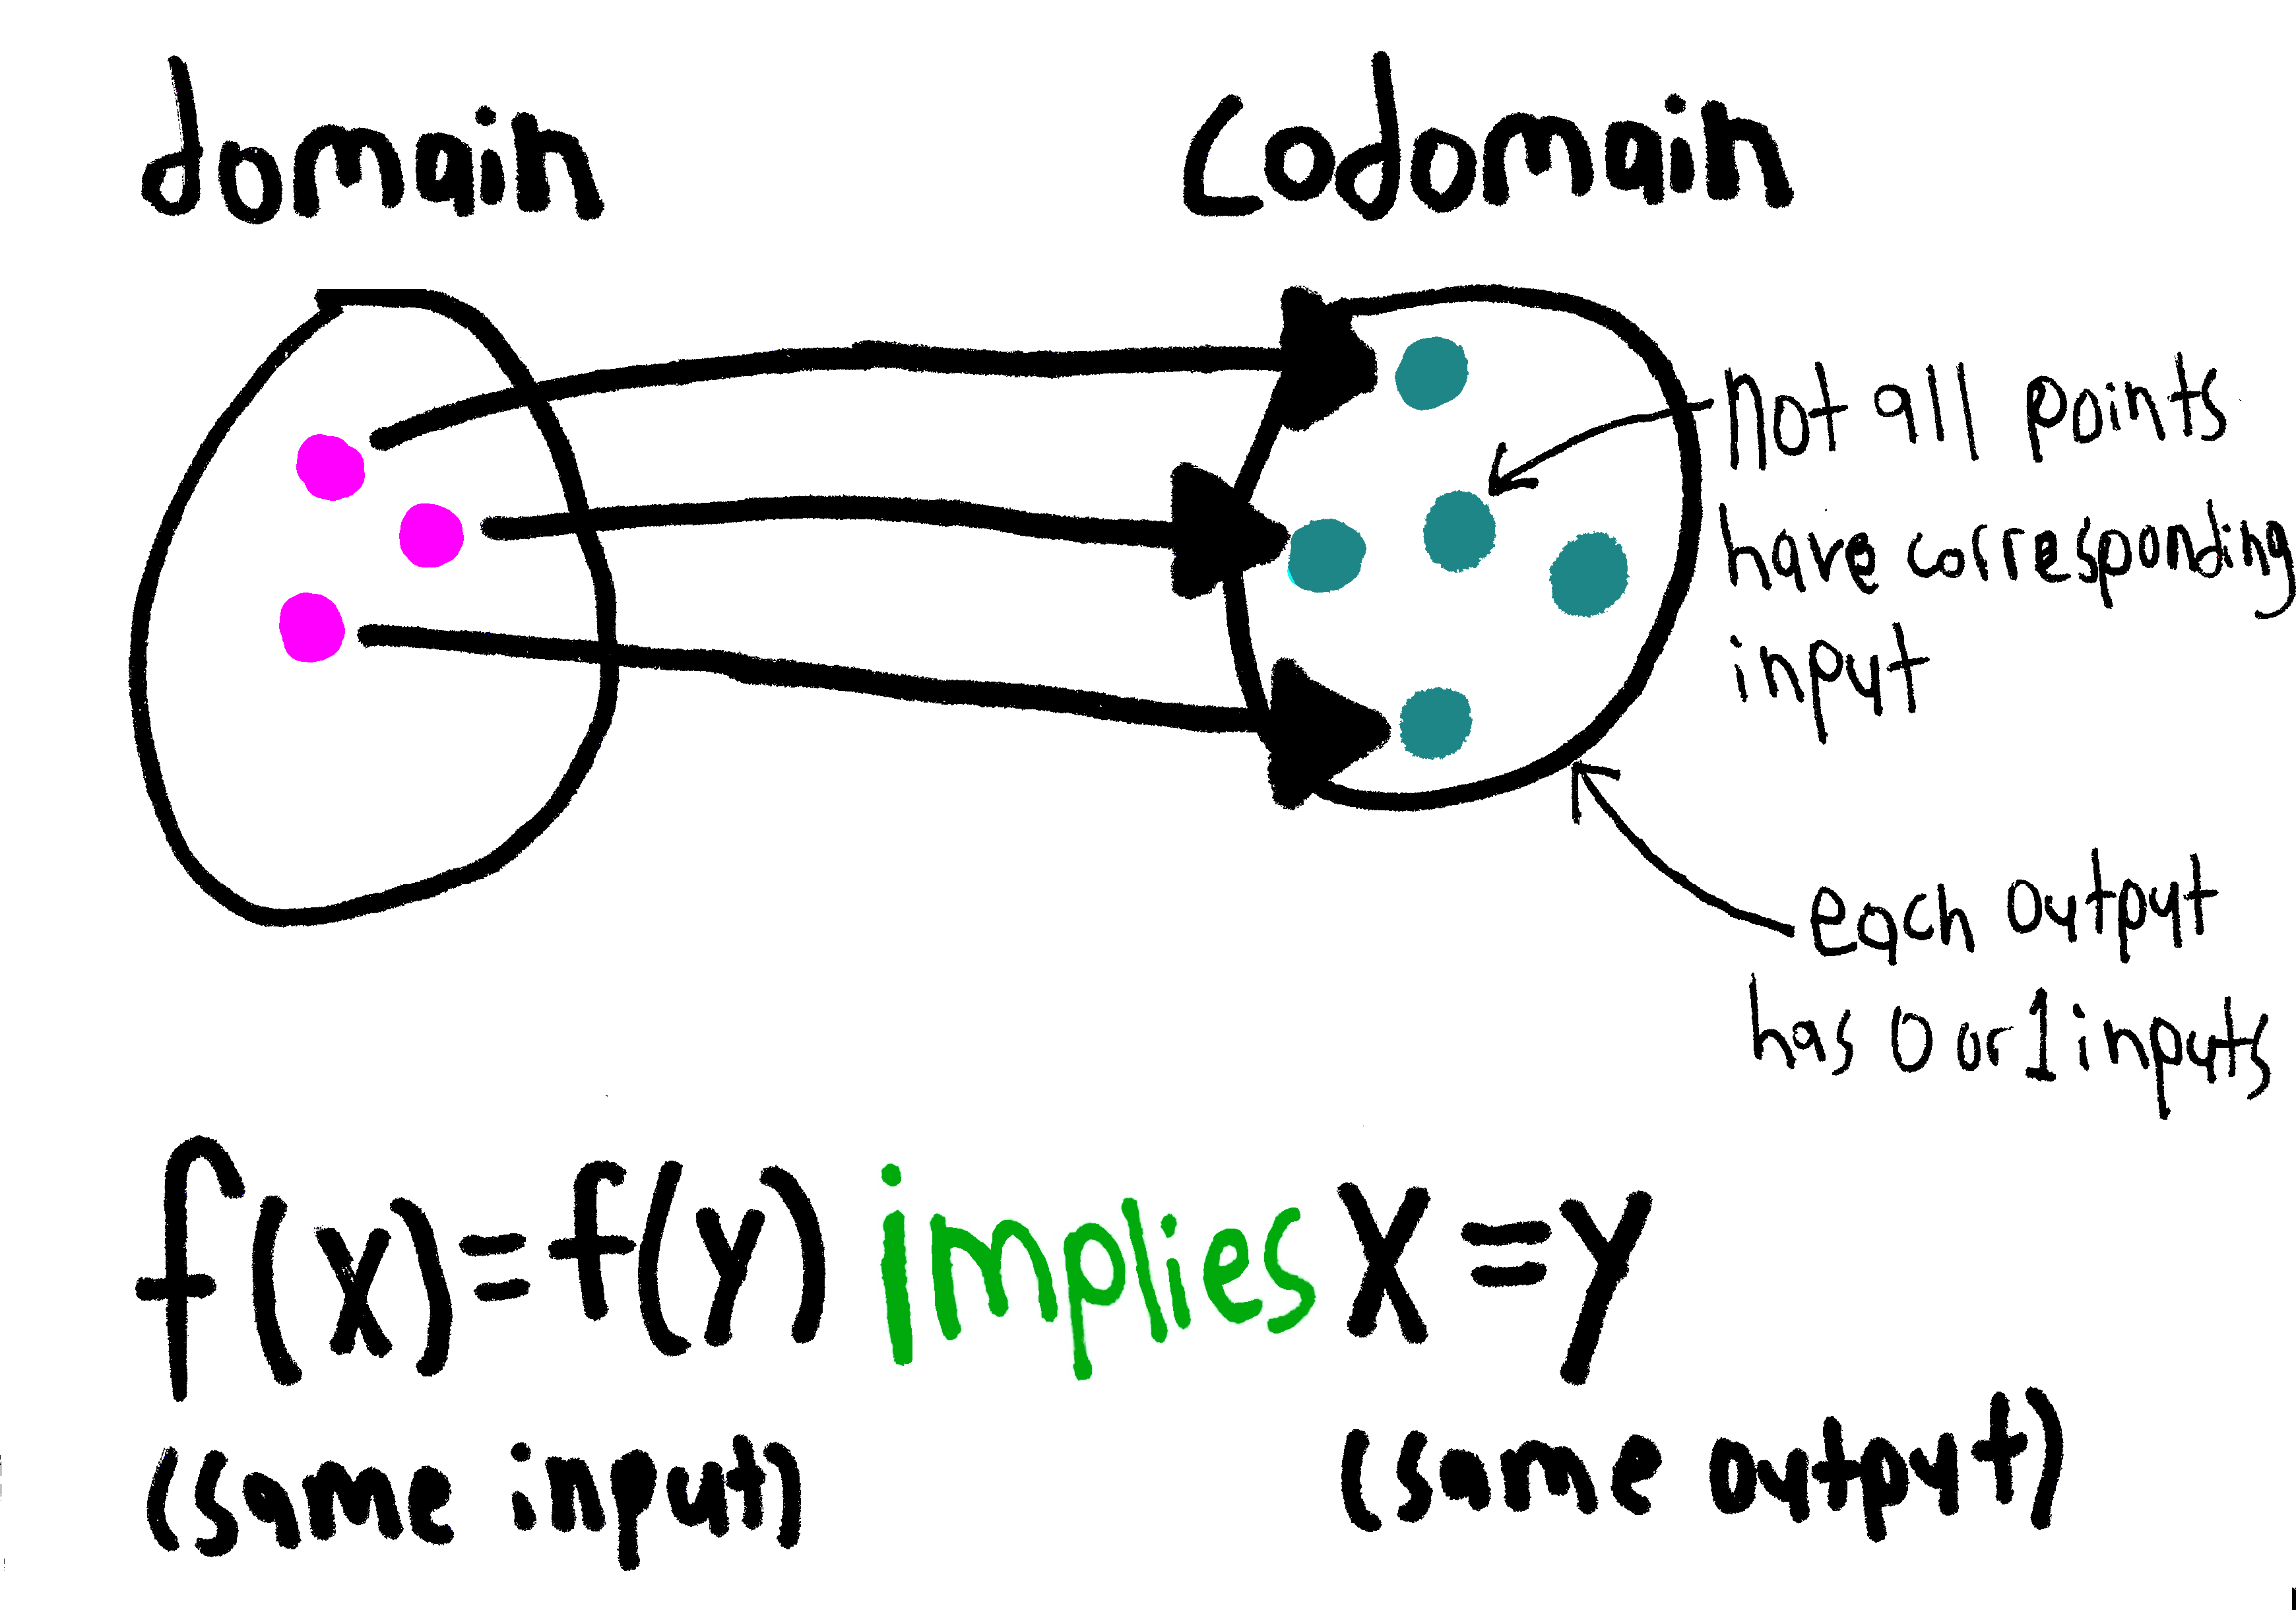 domain
Codomain
not all points
have corresponding
input
each output
has 0 or 1 inputs
f(x)=f(y) implies x=y
(same input)
(same output)